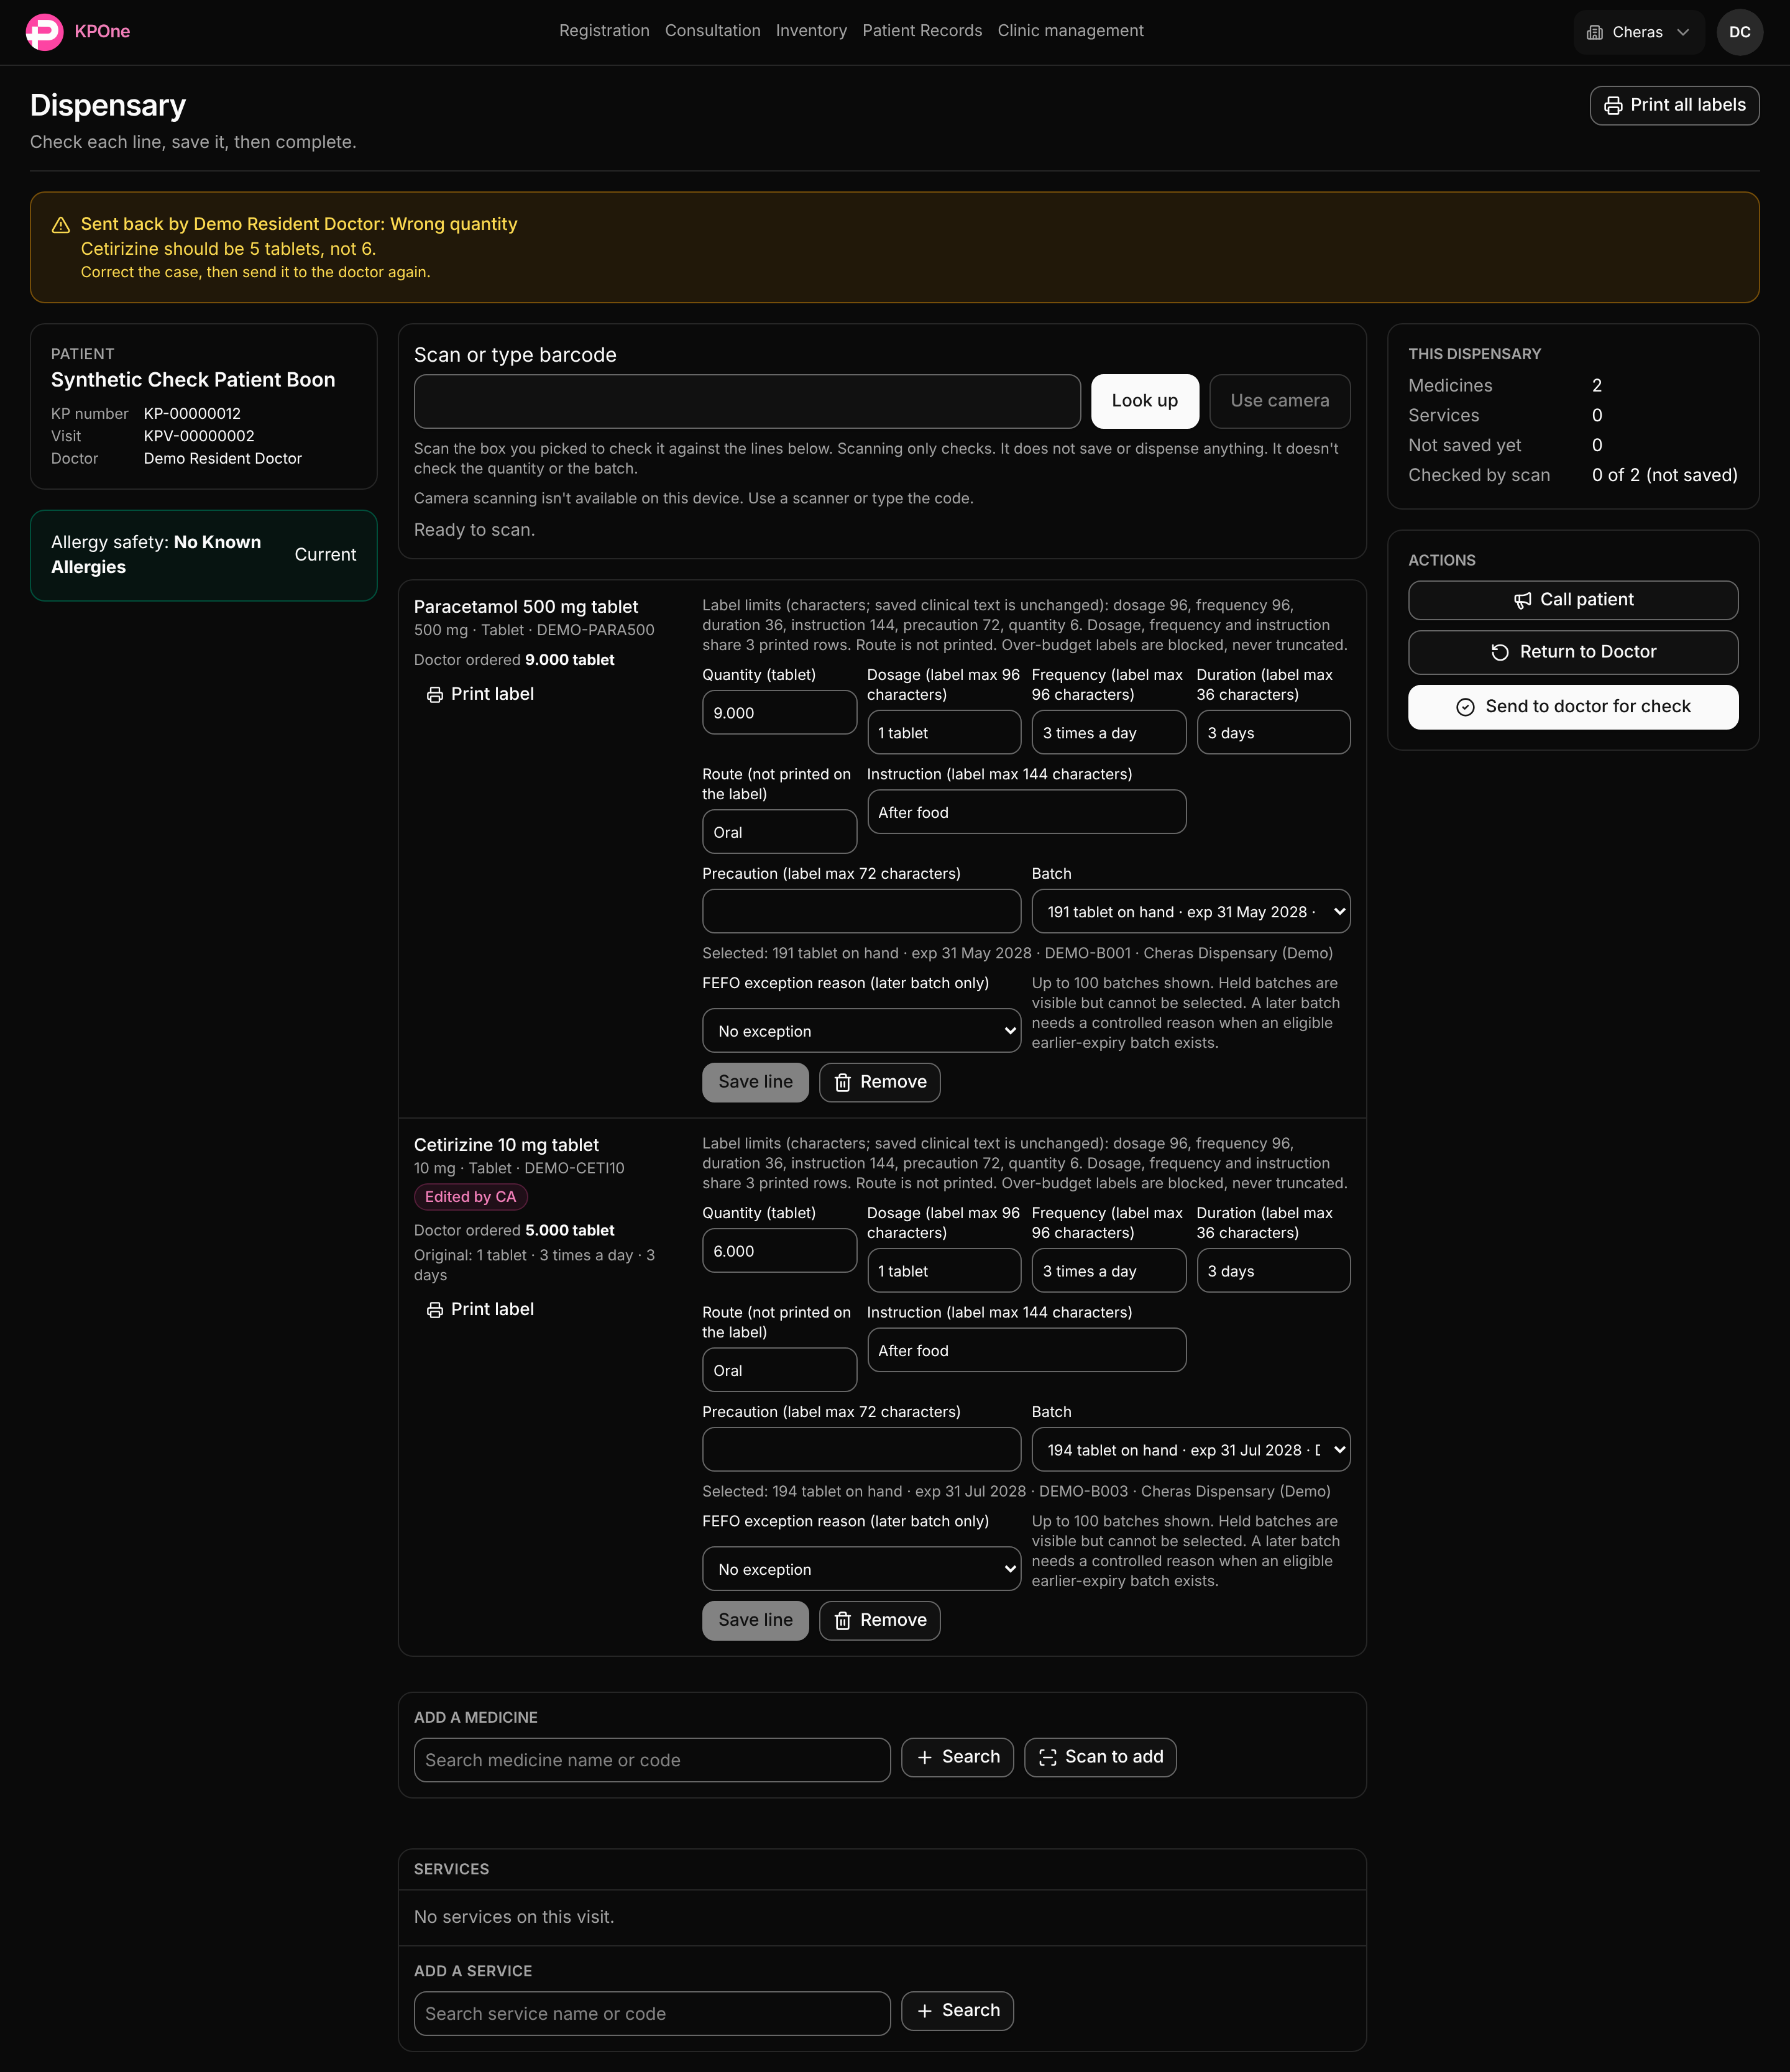 KPOne
Registration Consultation Inventory Patient Records Clinic management
Cheras
DC
Dispensary
Check each line, save it, then complete.
Print all labels
Sent back by Demo Resident Doctor: Wrong quantity
Cetirizine should be 5 tablets, not 6.
Correct the case, then send it to the doctor again.
PATIENT
Synthetic Check Patient Boon
KP number KP-00000012
Visit KPV-00000002
Doctor Demo Resident Doctor
Allergy safety: No Known
Allergies
Current
Scan or type barcode
Look up
Use camera
Scan the box you picked to check it against the lines below. Scanning only checks. It does not save or dispense anything. It doesn't
check the quantity or the batch.
Camera scanning isn't available on this device. Use a scanner or type the code.
Ready to scan.
Paracetamol 500 mg tablet
500 mg · Tablet · DEMO-PARA500
Doctor ordered 9.000 tablet
Print label
Label limits (characters; saved clinical text is unchanged): dosage 96, frequency 96,
duration 36, instruction 144, precaution 72, quantity 6. Dosage, frequency and instruction
share 3 printed rows. Route is not printed. Over-budget labels are blocked, never truncated.
Quantity (tablet)
9.000
Dosage (label max 96
characters)
1 tablet
Frequency (label max
96 characters)
3 times a day
Duration (label max
36 characters)
3 days
Route (not printed on
the label)
Oral
Instruction (label max 144 characters)
After food
Precaution (label max 72 characters)
Batch
191 tablet on hand · exp 31 May 2028 ·
Selected: 191 tablet on hand · exp 31 May 2028 · DEMO-B001 · Cheras Dispensary (Demo)
FEFO exception reason (later batch only)
No exception
Up to 100 batches shown. Held batches are
visible but cannot be selected. A later batch
needs a controlled reason when an eligible
earlier-expiry batch exists.
Save line
Remove
Cetirizine 10 mg tablet
10 mg · Tablet · DEMO-CETI10
Edited by CA
Doctor ordered 5.000 tablet
Original: 1 tablet · 3 times a day · 3
days
Print label
Label limits (characters; saved clinical text is unchanged): dosage 96, frequency 96,
duration 36, instruction 144, precaution 72, quantity 6. Dosage, frequency and instruction
share 3 printed rows. Route is not printed. Over-budget labels are blocked, never truncated.
Quantity (tablet)
6.000
Dosage (label max 96
characters)
1 tablet
Frequency (label max
96 characters)
3 times a day
Duration (label max
36 characters)
3 days
Route (not printed on
the label)
Oral
Instruction (label max 144 characters)
After food
Precaution (label max 72 characters)
Batch
194 tablet on hand · exp 31 Jul 2028 ·
Selected: 194 tablet on hand · exp 31 Jul 2028 · DEMO-B003 · Cheras Dispensary (Demo)
FEFO exception reason (later batch only)
No exception
Up to 100 batches shown. Held batches are
visible but cannot be selected. A later batch
needs a controlled reason when an eligible
earlier-expiry batch exists.
Save line
Remove
ADD A MEDICINE
Search medicine name or code
Search
Scan to add
SERVICES
No services on this visit.
ADD A SERVICE
Search service name or code
Search
THIS DISPENSARY
Medicines 2
Services 0
Not saved yet 0
Checked by scan 0 of 2 (not saved)
ACTIONS
Call patient
Return to Doctor
Send to doctor for check